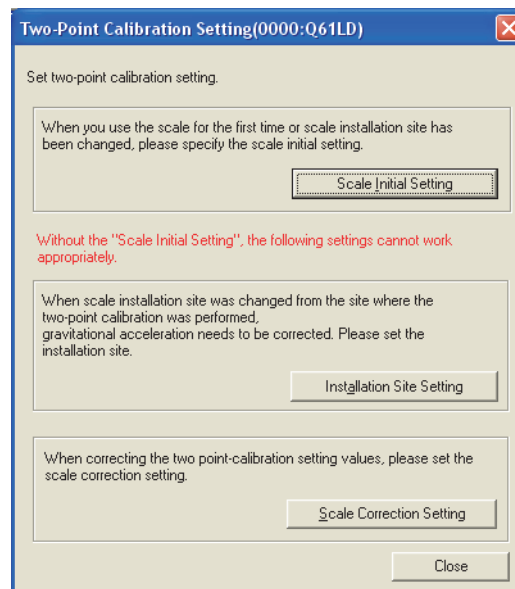 Two-Point Calibration Setting(0000:Q61LD)
Set two-point calibration setting.
When you use the scale for the first time or scale installation site has
been changed, please specify the scale initial setting.
Scale Initial Setting
Without the "Scale Initial Setting", the following settings cannot work
appropriately.
When scale installation site was changed from the site where the
two-point calibration was performed,
gravitational acceleration needs to be corrected. Please set the
installation site.
Installation Site Setting
When correcting the two point-calibration setting values, please set the
scale correction setting.
Scale Correction Setting
Close